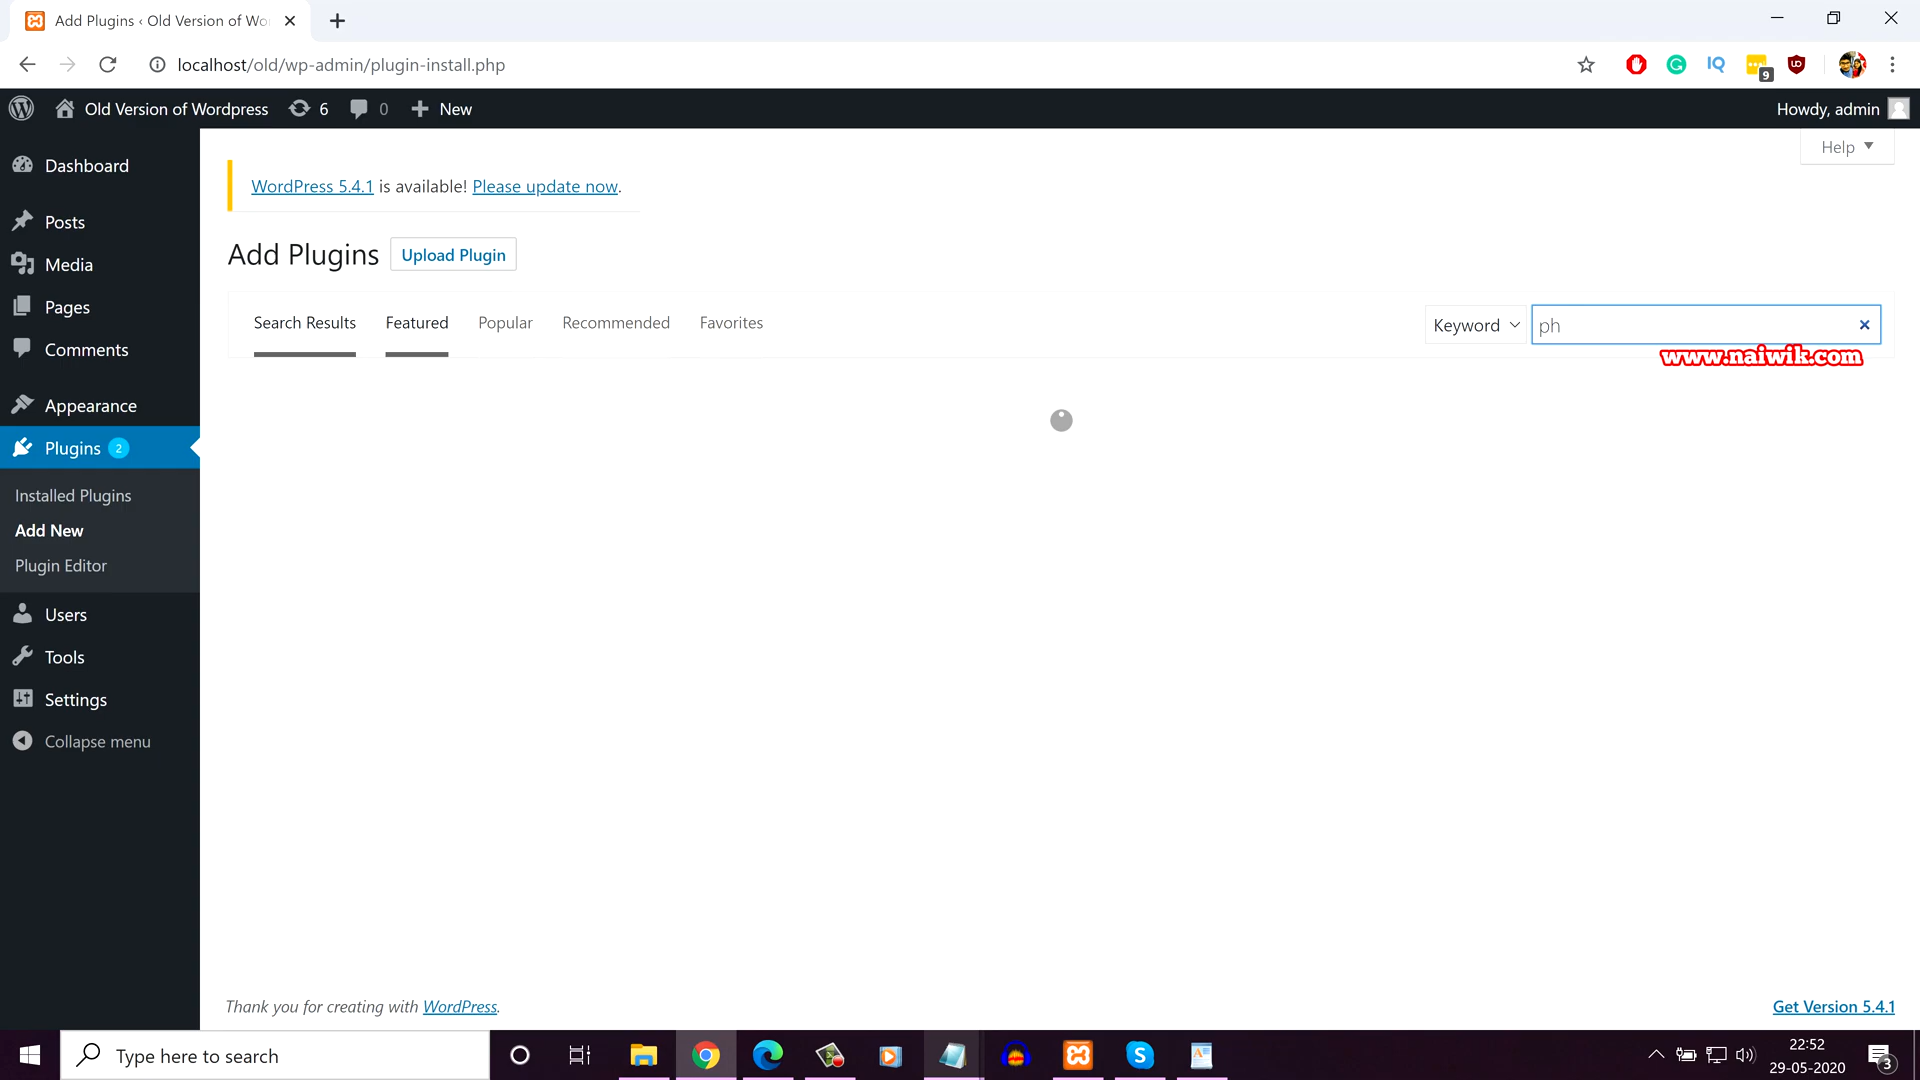 Add Plugins ‹ Old Version of Wo
localhost/old/wp-admin/plugin-install.php
IQ
9
Old Version of Wordpress
6
0
New
Howdy, admin
Dashboard
Posts
Media
Pages
Comments
Appearance
Plugins 2
Installed Plugins
Add New
Plugin Editor
Users
Tools
Settings
Collapse menu
Help
WordPress 5.4.1 is available! Please update now.
Add Plugins
Upload Plugin
Search Results
Featured
Popular
Recommended
Favorites
Keyword
ph
www.naiwik.com
Thank you for creating with WordPress.
Get Version 5.4.1
Type here to search
22:52
29-05-2020
3